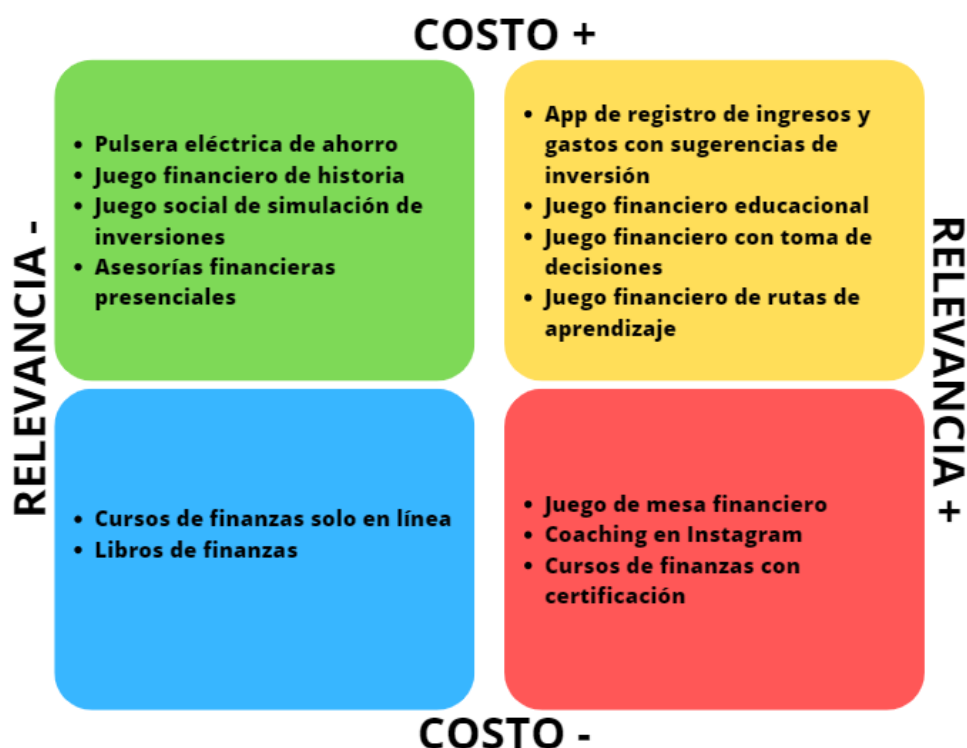 COSTO +
RELEVANCIA -
• Pulsera eléctrica de ahorro
• Juego financiero de historia
• Juego social de simulación de
inversiones
• Asesorías financieras
presenciales
• App de registro de ingresos y
gastos con sugerencias de
inversión
• Juego financiero educacional
• Juego financiero con toma de
decisiones
• Juego financiero de rutas de
aprendizaje
RELEVANCIA +
• Cursos de finanzas solo en línea
• Libros de finanzas
• Juego de mesa financiero
• Coaching en Instagram
• Cursos de finanzas con
certificación
COSTO -